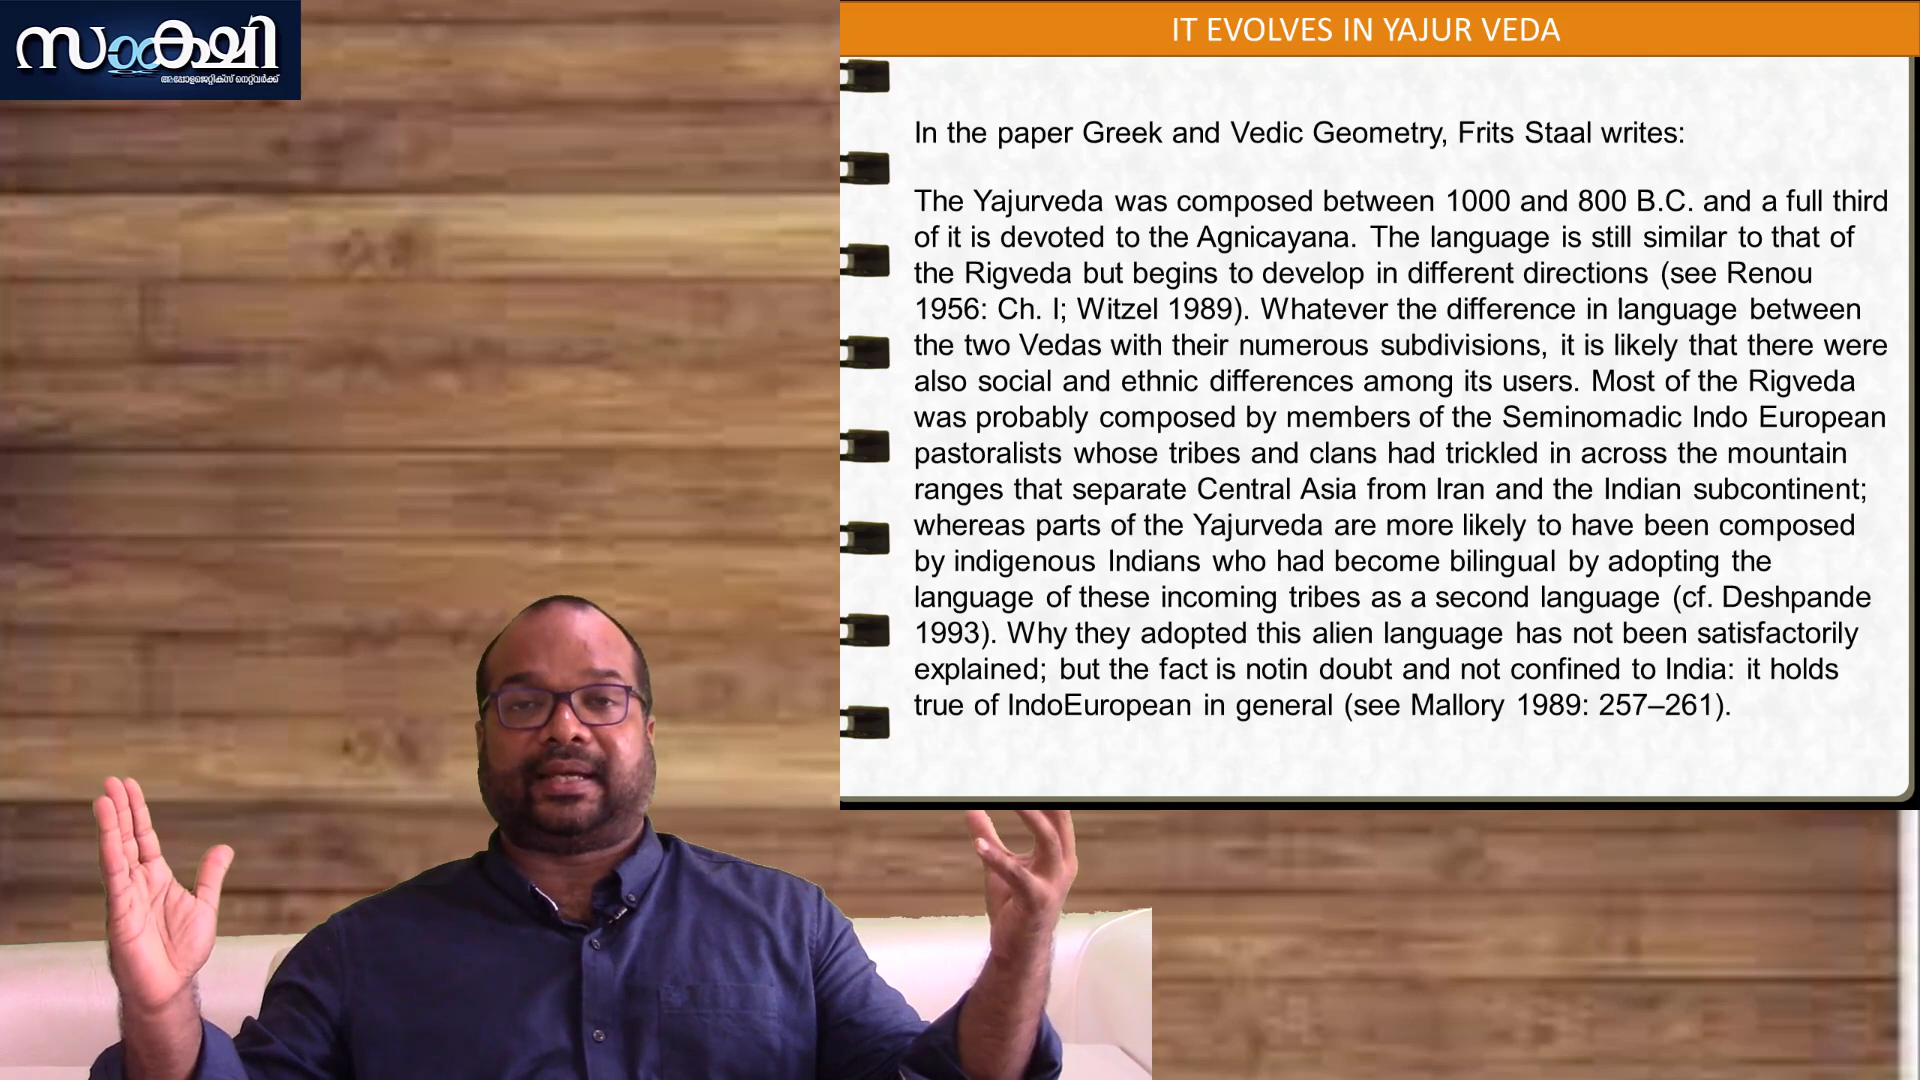 സാക്ഷി
അപ്പോളജെറ്റിക്സ് നെറ്റ്‌വർക്ക്
IT EVOLVES IN YAJUR VEDA
In the paper Greek and Vedic Geometry, Frits Staal writes:
The Yajurveda was composed between 1000 and 800 B.C. and a full third
of it is devoted to the Agnicayana. The language is still similar to that of
the Rigveda but begins to develop in different directions (see Renou
1956: Ch. I; Witzel 1989). Whatever the difference in language between
the two Vedas with their numerous subdivisions, it is likely that there were
also social and ethnic differences among its users. Most of the Rigveda
was probably composed by members of the Seminomadic Indo European
pastoralists whose tribes and clans had trickled in across the mountain
ranges that separate Central Asia from Iran and the Indian subcontinent;
whereas parts of the Yajurveda are more likely to have been composed
by indigenous Indians who had become bilingual by adopting the
language of these incoming tribes as a second language (cf. Deshpande
1993). Why they adopted this alien language has not been satisfactorily
explained; but the fact is notin doubt and not confined to India: it holds
true of IndoEuropean in general (see Mallory 1989: 257–261).